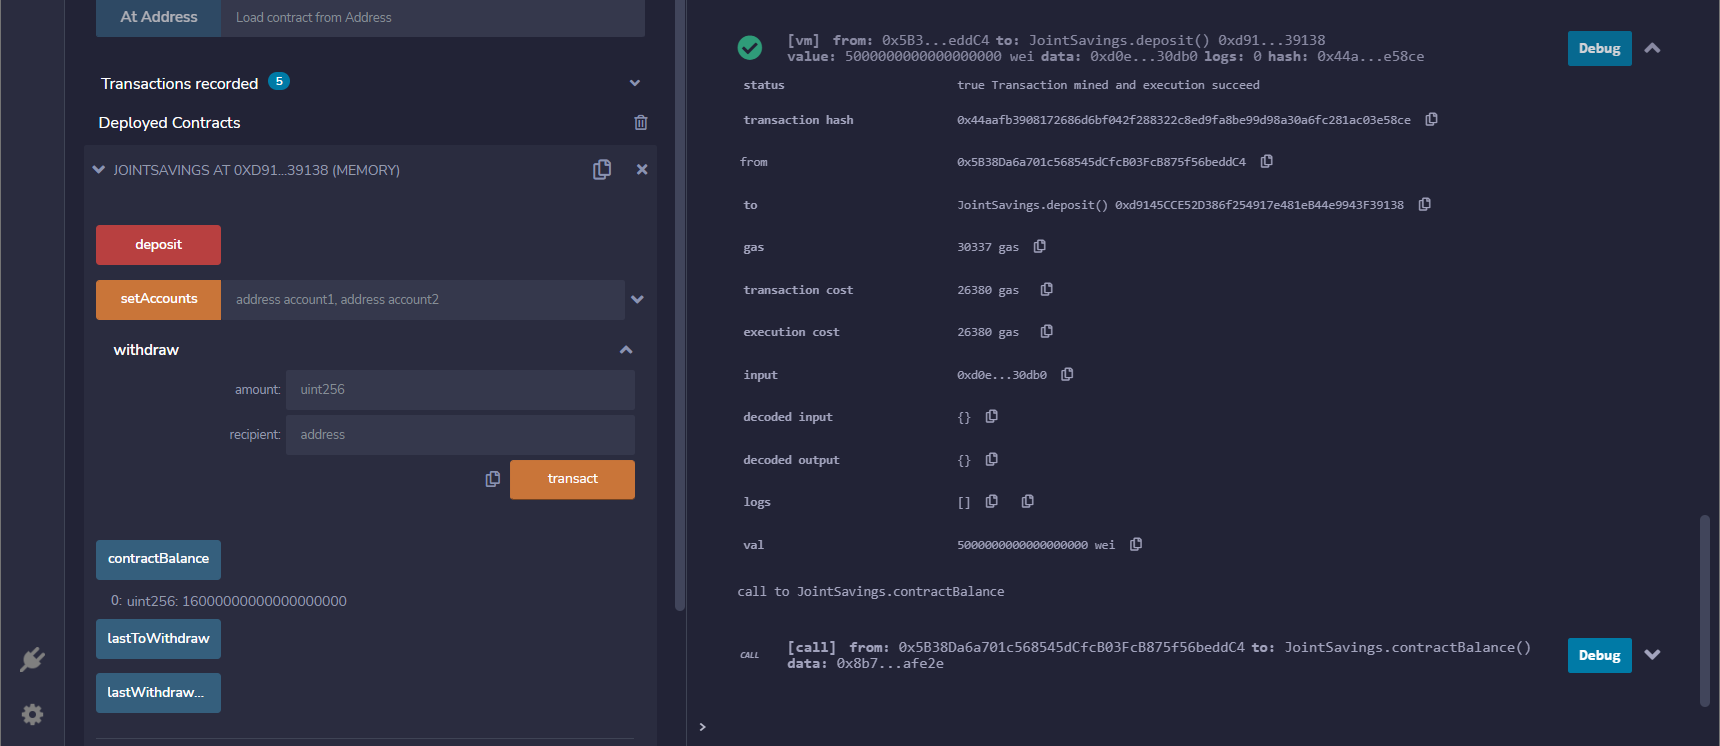 At Address Load contract from Address
Transactions recorded 5
Deployed Contracts
JOINTSAVINGS AT 0XD91...39138 (MEMORY)
deposit
setAccounts address account1, address account2
withdraw
amount: uint256
recipient: address
transact
contractBalance
0: uint256: 16000000000000000000
lastToWithdraw
lastWithdraw...
[vm] from: 0x5B3...eddC4 to: JointSavings.deposit() 0xd91...39138
value: 5000000000000000000 wei data: 0xd0e...30db0 logs: 0 hash: 0x44a...e58ce
Debug
status true Transaction mined and execution succeed
transaction hash 0x44aafb3908172686d6bf042f288322c8ed9fa8be99d98a30a6fc281ac03e58ce
from 0x5B38Da6a701c568545dCfcB03FcB875f56beddC4
to JointSavings.deposit() 0xd9145CCE52D386f254917e481eB44e9943F39138
gas 30337 gas
transaction cost 26380 gas
execution cost 26380 gas
input 0xd0e...30db0
decoded input {}
decoded output {}
logs []
val 5000000000000000000 wei
call to JointSavings.contractBalance
CALL [call] from: 0x5B38Da6a701c568545dCfcB03FcB875f56beddC4 to: JointSavings.contractBalance()
data: 0x8b7...afe2e
Debug
>